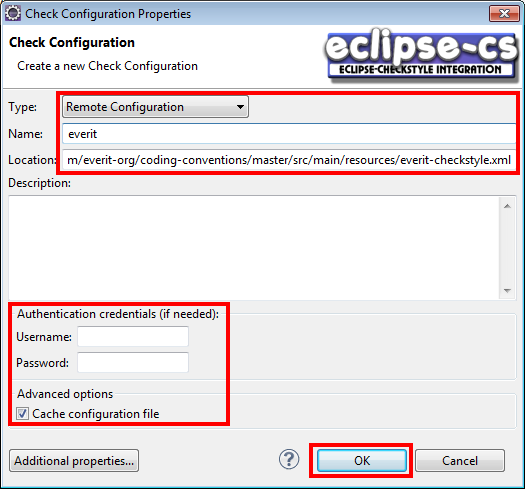 Check Configuration Properties
Check Configuration
Create a new Check Configuration
eclipse-cs
ECLIPSE-CHECKSTYLE INTEGRATION
Type: Remote Configuration
Name: everit
Location: m/everit-org/coding-conventions/master/src/main/resources/everit-checkstyle.xml
Description:
Authentication credentials (if needed):
Username:
Password:
Advanced options
Cache configuration file
Additional properties... ? OK Cancel